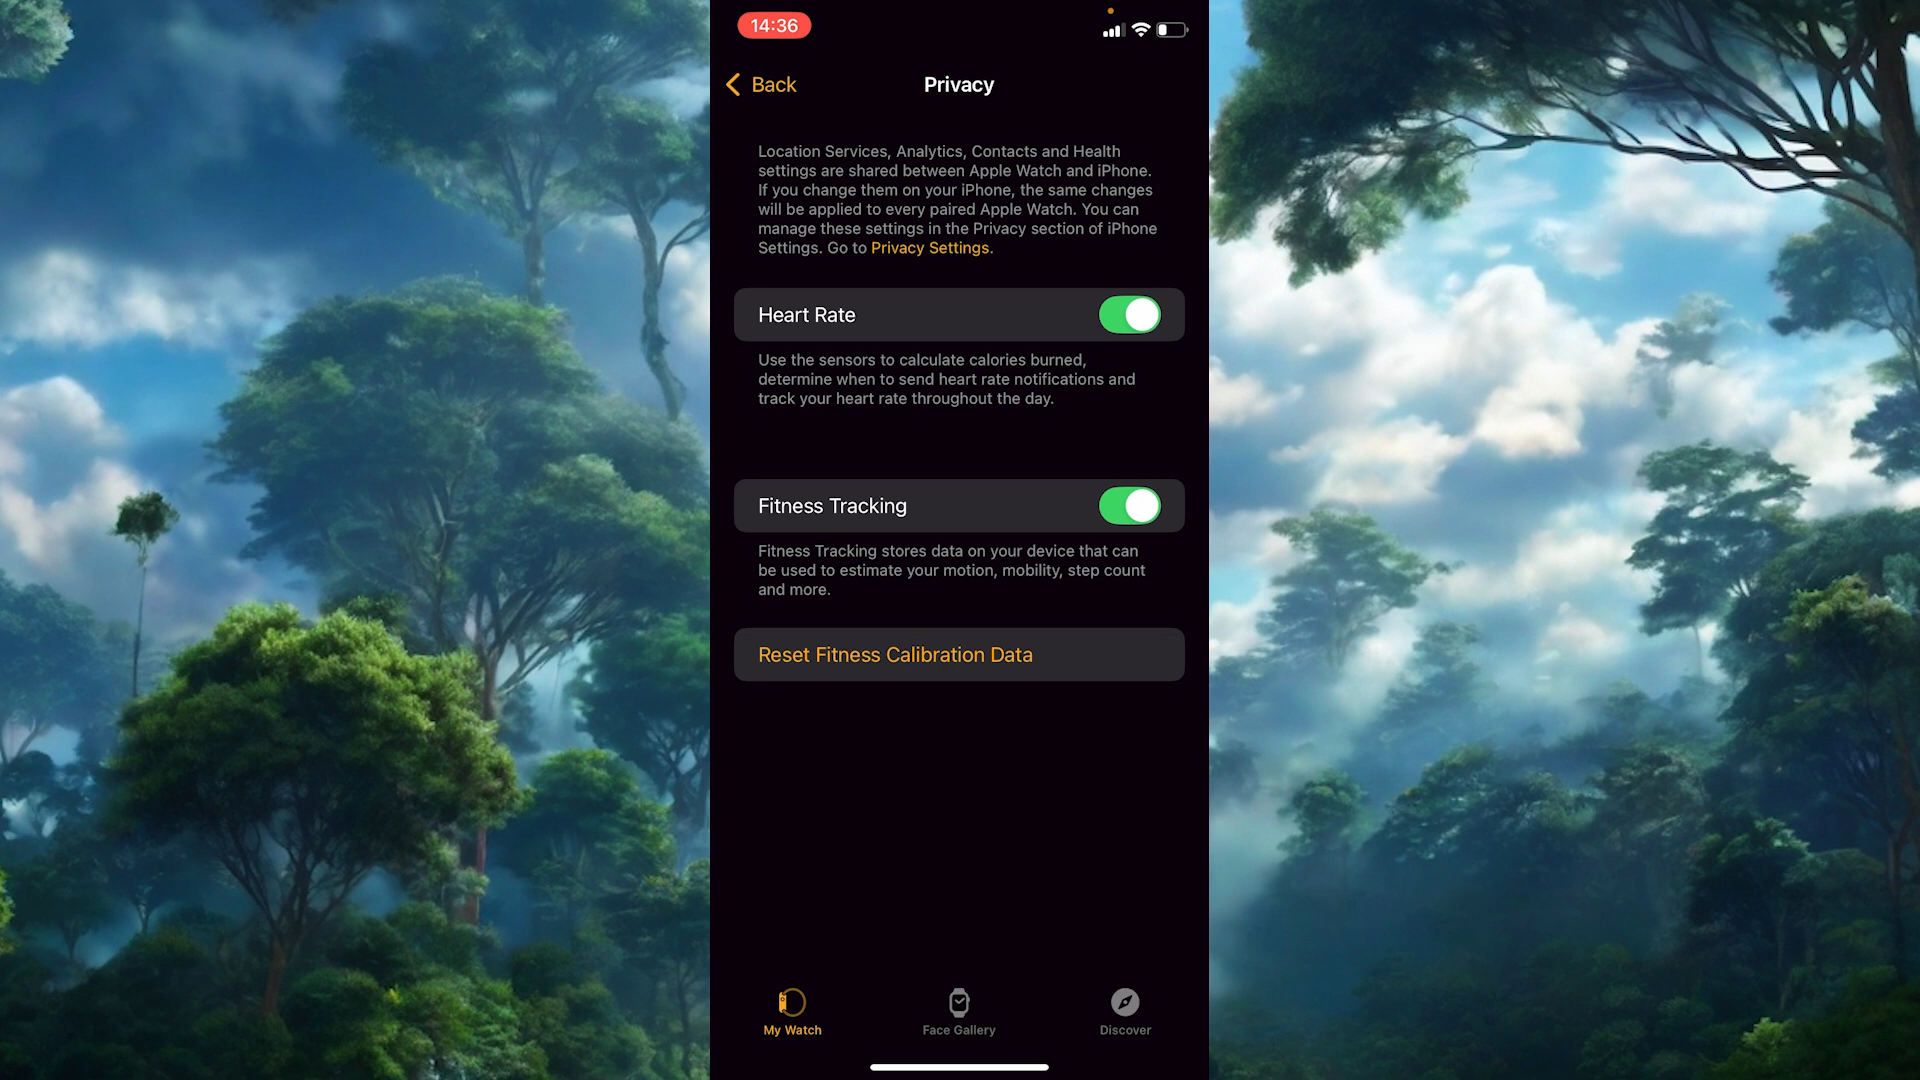 14:36
Back
Privacy
Location Services, Analytics, Contacts and Health
settings are shared between Apple Watch and iPhone.
If you change them on your iPhone, the same changes
will be applied to every paired Apple Watch. You can
manage these settings in the Privacy section of iPhone
Settings. Go to Privacy Settings.
Heart Rate
Use the sensors to calculate calories burned,
determine when to send heart rate notifications and
track your heart rate throughout the day.
Fitness Tracking
Fitness Tracking stores data on your device that can
be used to estimate your motion, mobility, step count
and more.
Reset Fitness Calibration Data
My Watch
Face Gallery
Discover